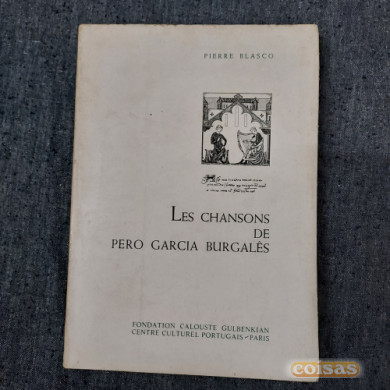 PIERRE BLASCO
LES CHANSONS
DE
PERO GARCIA BURGALÊS
FONDATION CALOUSTE GULBENKIAN
CENTRE CULTUREL PORTUGAIS — PARIS
coisas